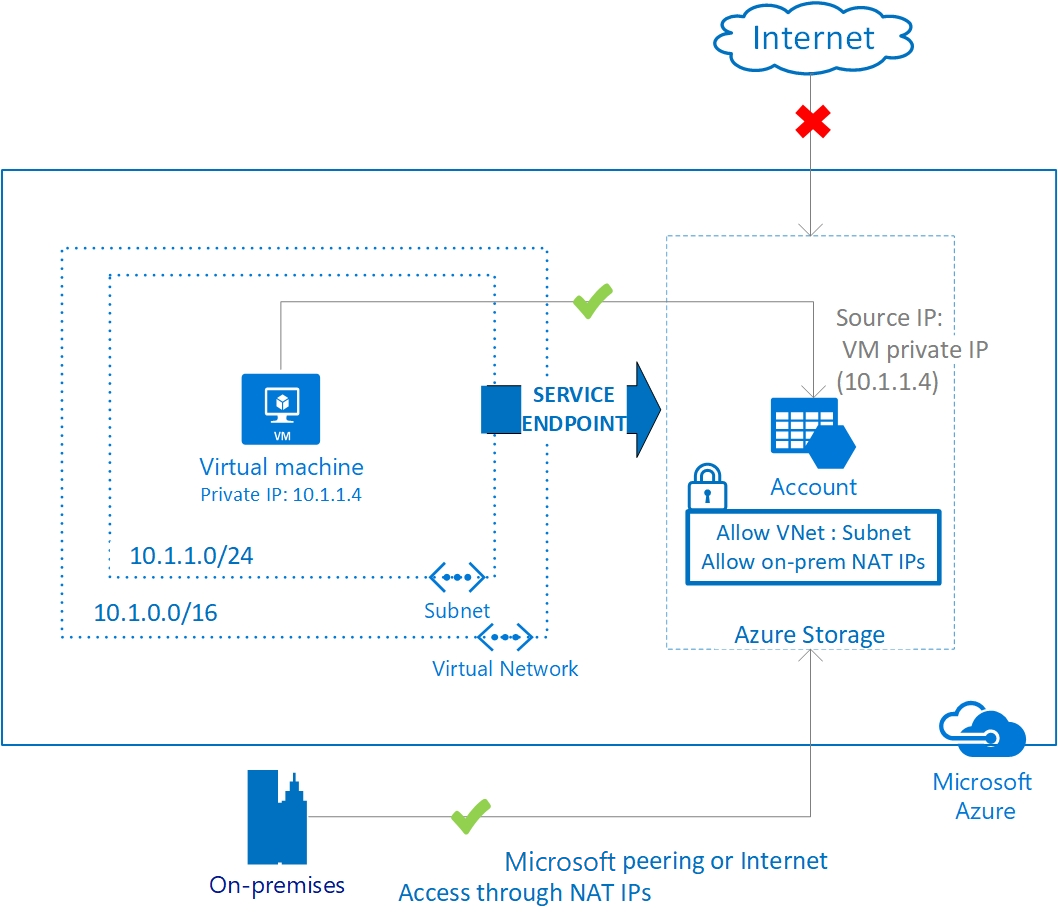 Internet
Source IP:
VM private IP
(10.1.1.4)
SERVICE
ENDPOINT
VM
Virtual machine
Private IP: 10.1.1.4
Account
Allow VNet : Subnet
Allow on-prem NAT IPs
10.1.1.0/24
Subnet
10.1.0.0/16
Azure Storage
Virtual Network
Microsoft
Azure
Microsoft peering or Internet
On-premises
Access through NAT IPs